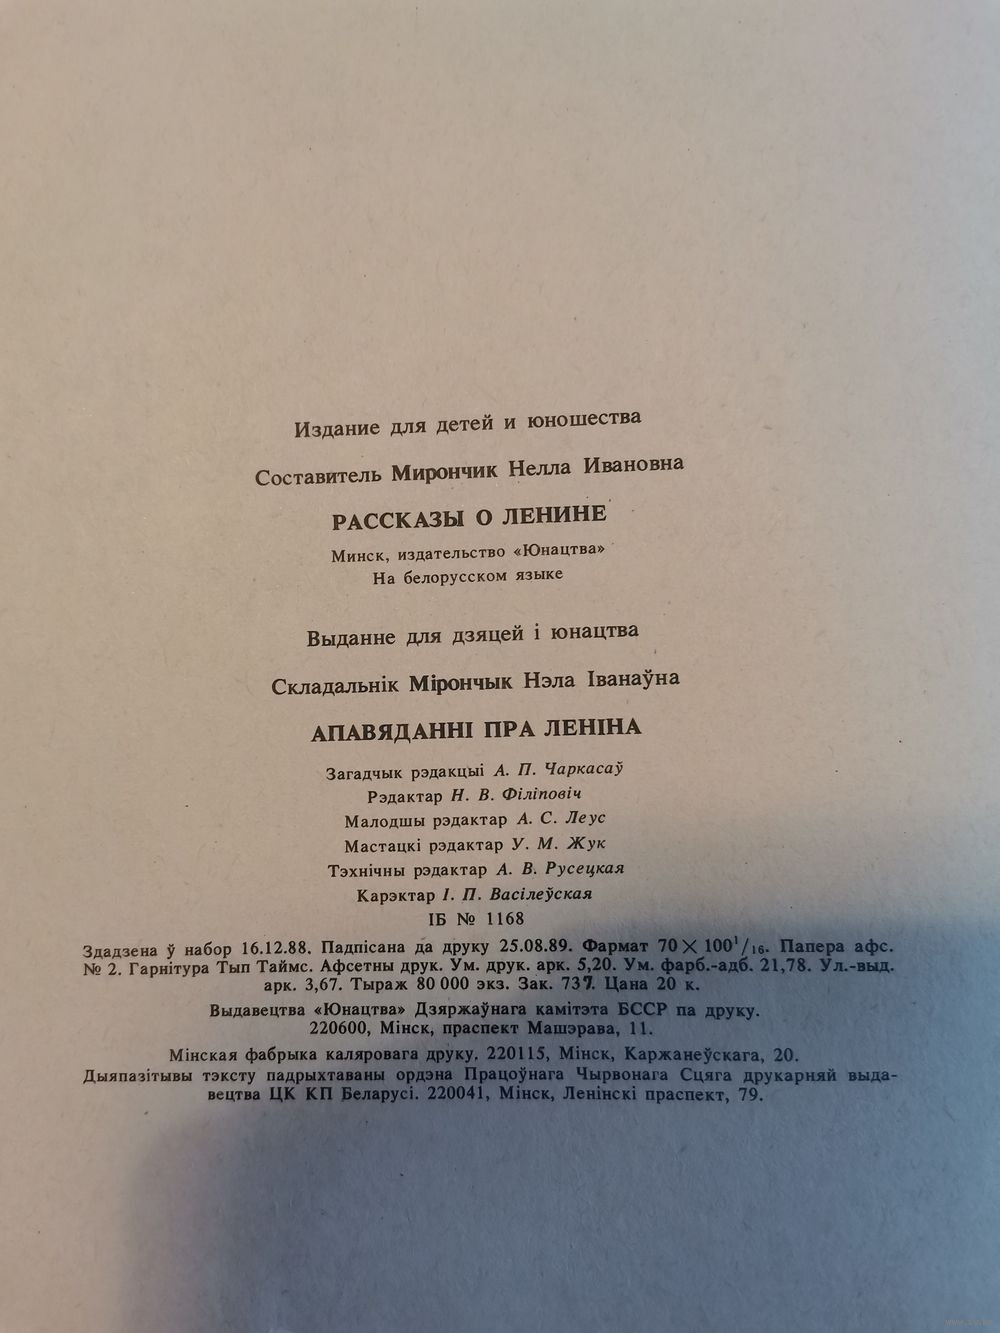 Издание для детей и юношества
Составитель Мирончик Нелла Ивановна
РАССКАЗЫ О ЛЕНИНЕ
Минск, издательство «Юнацтва»
На белорусском языке
Выданне для дзяцей і юнацтва
Складальнік Мірончык Нэла Іванаўна
АПАВЯДАННІ ПРА ЛЕНІНА
Загадчык рэдакцыі А. П. Чаркасаў
Рэдактар Н. В. Філіповіч
Малодшы рэдактар А. С. Леус
Мастацкі рэдактар У. М. Жук
Тэхнічны рэдактар А. В. Русецкая
Карэктар І. П. Васілеўская
ІБ № 1168
Здадзена ў набор 16.12.88. Падпісана да друку 25.08.89. Фармат 70 × 100¹/₁₆. Папера афс.
№ 2. Гарнітура Тып Таймс. Афсетны друк. Ум. друк. арк. 5,20. Ум. фарб.-адб. 21,78. Ул.-выд.
арк. 3,67. Тыраж 80 000 экз. Зак. 737. Цана 20 к.
Выдавецтва «Юнацтва» Дзяржаўнага камітэта БССР па друку.
220600, Мінск, праспект Машэрава, 11.
Мінская фабрыка каляровага друку. 220115, Мінск, Каржанеўскага, 20.
Дыяпазітывы тэксту падрыхтаваны ордэна Працоўнага Чырвонага Сцяга друкарняй выда-
вецтва ЦК КП Беларусі. 220041, Мінск, Ленінскі праспект, 79.